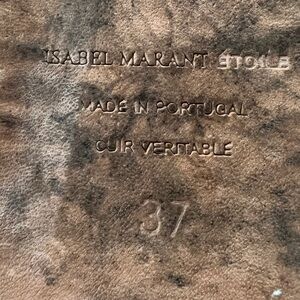 ISABEL MARANT ÉTOILE
MADE IN PORTUGAL
CUIR VERITABLE
37